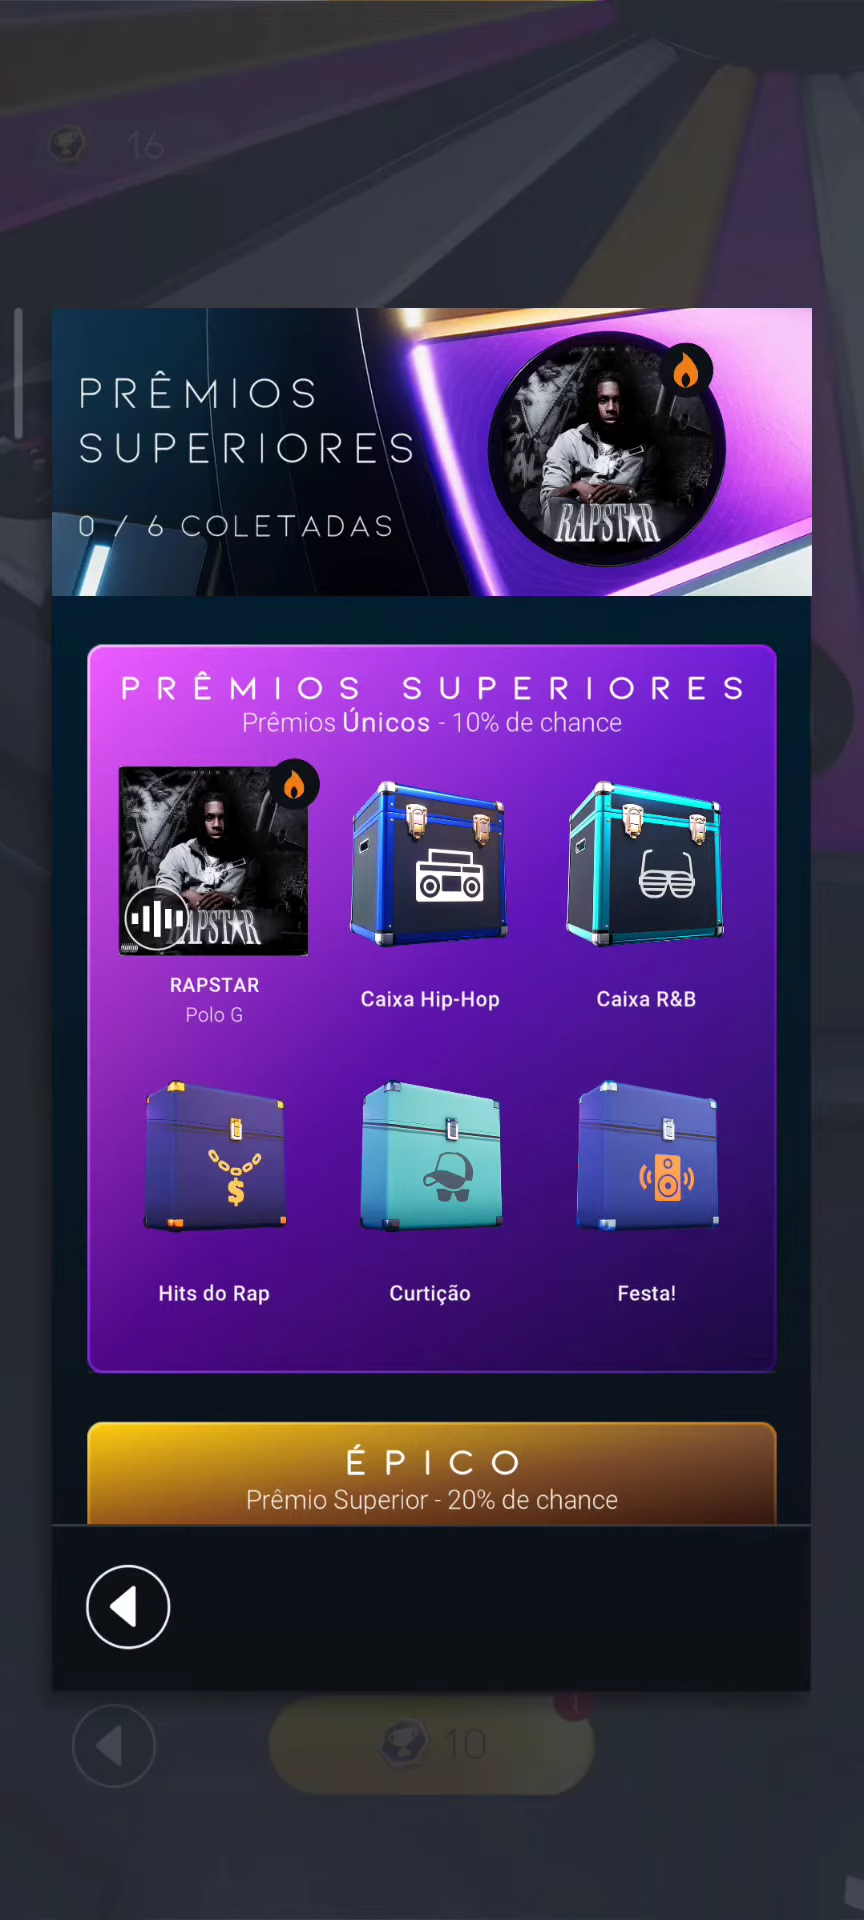 16
PRÊMIOS
SUPERIORES
0 / 6 COLETADAS
RAPSTAR
PRÊMIOS SUPERIORES
Prêmios Únicos - 10% de chance
RAPSTAR
RAPSTAR
Polo G
Caixa Hip-Hop
Caixa R&B
Hits do Rap
Curtição
Festa!
ÉPICO
Prêmio Superior - 20% de chance
1
10